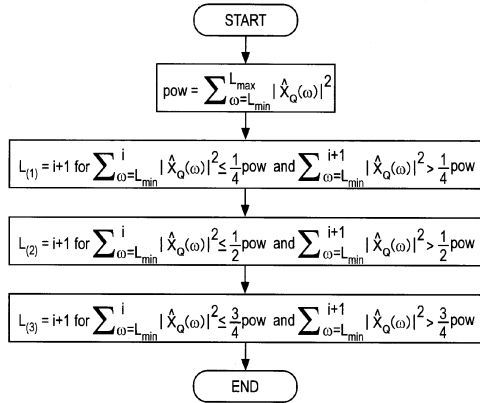 START
pow = ∑_{ω=L_min}^{L_max} | X̂_Q(ω) |²
L_(1) = i+1 for ∑_{ω=L_min}^{i} | X̂_Q(ω) |² ≤ 1/4 pow and ∑_{ω=L_min}^{i+1} | X̂_Q(ω) |² > 1/4 pow
L_(2) = i+1 for ∑_{ω=L_min}^{i} | X̂_Q(ω) |² ≤ 1/2 pow and ∑_{ω=L_min}^{i+1} | X̂_Q(ω) |² > 1/2 pow
L_(3) = i+1 for ∑_{ω=L_min}^{i} | X̂_Q(ω) |² ≤ 3/4 pow and ∑_{ω=L_min}^{i+1} | X̂_Q(ω) |² > 3/4 pow
END